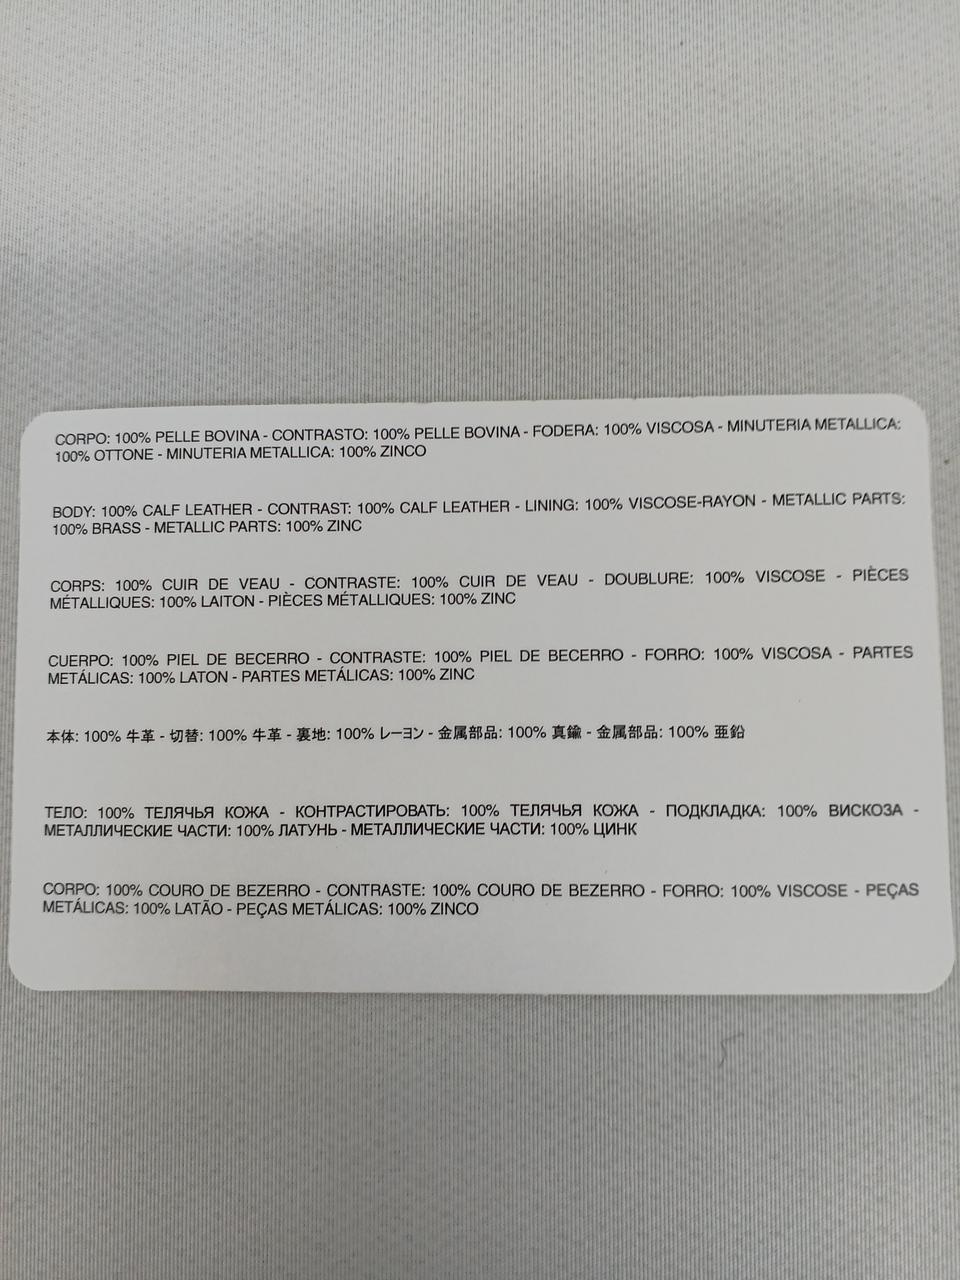 CORPO: 100% PELLE BOVINA - CONTRASTO: 100% PELLE BOVINA - FODERA: 100% VISCOSA - MINUTERIA METALLICA:
100% OTTONE - MINUTERIA METALLICA: 100% ZINCO
BODY: 100% CALF LEATHER - CONTRAST: 100% CALF LEATHER - LINING: 100% VISCOSE-RAYON - METALLIC PARTS:
100% BRASS - METALLIC PARTS: 100% ZINC
CORPS: 100% CUIR DE VEAU - CONTRASTE: 100% CUIR DE VEAU - DOUBLURE: 100% VISCOSE - PIÈCES
MÉTALLIQUES: 100% LAITON - PIÈCES MÉTALLIQUES: 100% ZINC
CUERPO: 100% PIEL DE BECERRO - CONTRASTE: 100% PIEL DE BECERRO - FORRO: 100% VISCOSA - PARTES
METÁLICAS: 100% LATON - PARTES METÁLICAS: 100% ZINC
本体: 100% 牛革 - 切替: 100% 牛革 - 裏地: 100% レーヨン - 金属部品: 100% 真鍮 - 金属部品: 100% 亜鉛
ТЕЛО: 100% ТЕЛЯЧЬЯ КОЖА - КОНТРАСТИРОВАТЬ: 100% ТЕЛЯЧЬЯ КОЖА - ПОДКЛАДКА: 100% ВИСКОЗА -
МЕТАЛЛИЧЕСКИЕ ЧАСТИ: 100% ЛАТУНЬ - МЕТАЛЛИЧЕСКИЕ ЧАСТИ: 100% ЦИНК
CORPO: 100% COURO DE BEZERRO - CONTRASTE: 100% COURO DE BEZERRO - FORRO: 100% VISCOSE - PEÇAS
METÁLICAS: 100% LATÃO - PEÇAS METÁLICAS: 100% ZINCO